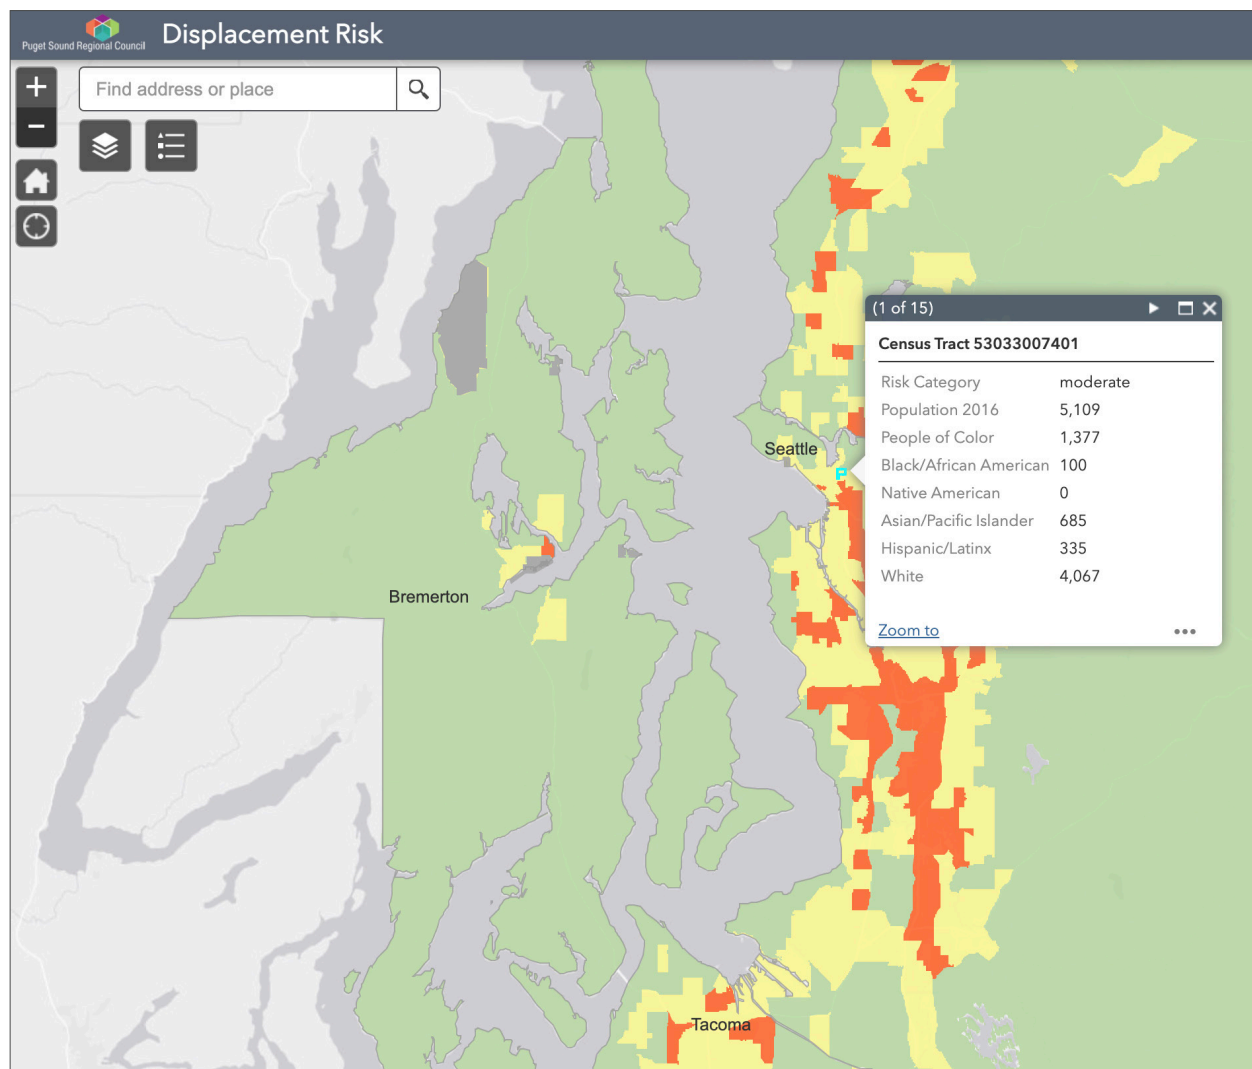 Puget Sound Regional Council
Displacement Risk
Find address or place
(1 of 15)
Census Tract 53033007401
Risk Category moderate
Population 2016 5,109
People of Color 1,377
Black/African American 100
Native American 0
Asian/Pacific Islander 685
Hispanic/Latinx 335
White 4,067
Zoom to
Seattle
Bremerton
Tacoma